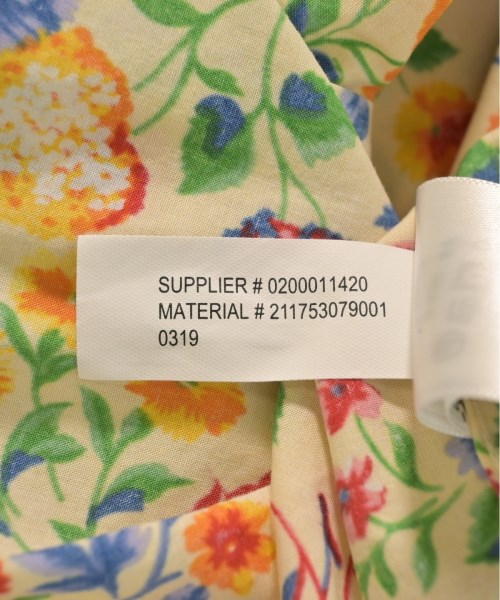 SUPPLIER # 0200011420
MATERIAL # 211753079001
0319